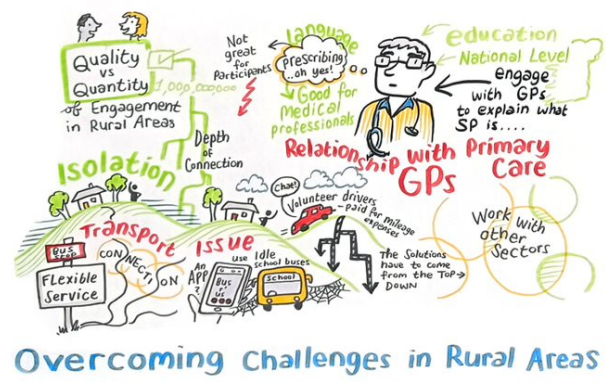 Quality
vs
Quantity
1,000,000,000
of Engagement
in Rural Areas
Isolation
Depth
of
Connection
Not
great
for
Participants
language
Prescribing
..oh yes!
Good for
Medical
professionals
education
National Level
engage
with GPs
to explain what
SP is....
Relationship with Primary
GPs Care
Transport Issue
BUS
STOP
FLEXible
Service
CON
NECTI
ON
AN
APP
?
Bus
r
us
use Idle
school buses
School
Chat!
Volunteer drivers
- paid for mileage
expenses
The Solutions
have to come
from the TOP →
DOWN
Work With
other
Sectors
Overcoming Challenges in Rural Areas